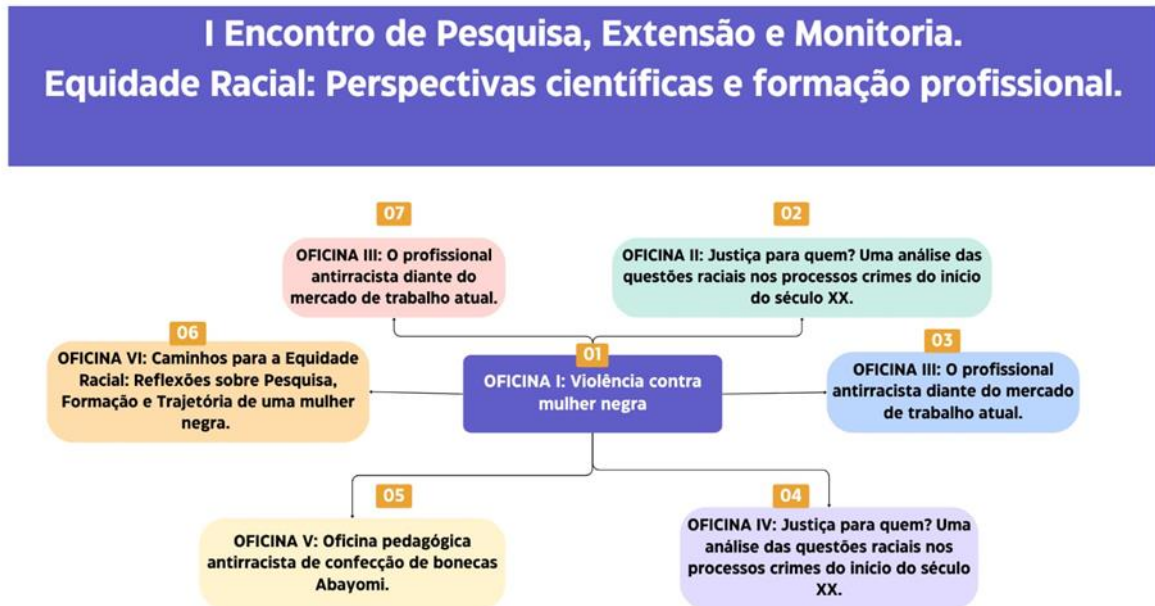 I Encontro de Pesquisa, Extensão e Monitoria.
Equidade Racial: Perspectivas científicas e formação profissional.
07
OFICINA III: O profissional
antirracista diante do
mercado de trabalho atual.
02
OFICINA II: Justiça para quem? Uma análise das
questões raciais nos processos crimes do início
do século XX.
06
OFICINA VI: Caminhos para a Equidade
Racial: Reflexões sobre Pesquisa,
Formação e Trajetória de uma mulher
negra.
01
OFICINA I: Violência contra
mulher negra
03
OFICINA III: O profissional
antirracista diante do mercado
de trabalho atual.
05
OFICINA V: Oficina pedagógica
antirracista de confecção de bonecas
Abayomi.
04
OFICINA IV: Justiça para quem? Uma
análise das questões raciais nos
processos crimes do início do século
XX.